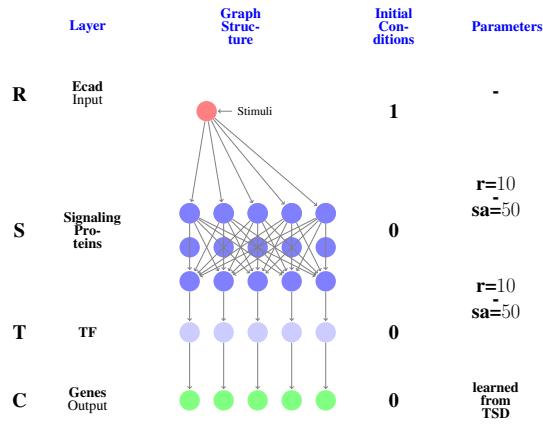 Layer
Graph
Struc-
ture
Initial
Con-
ditions
Parameters
R
Ecad
Input
Stimuli
1
-
S
Signaling
Pro-
teins
0
r=10
-
sa=50
r=10
-
sa=50
T
TF
0
C
Genes
Output
0
learned
from
TSD